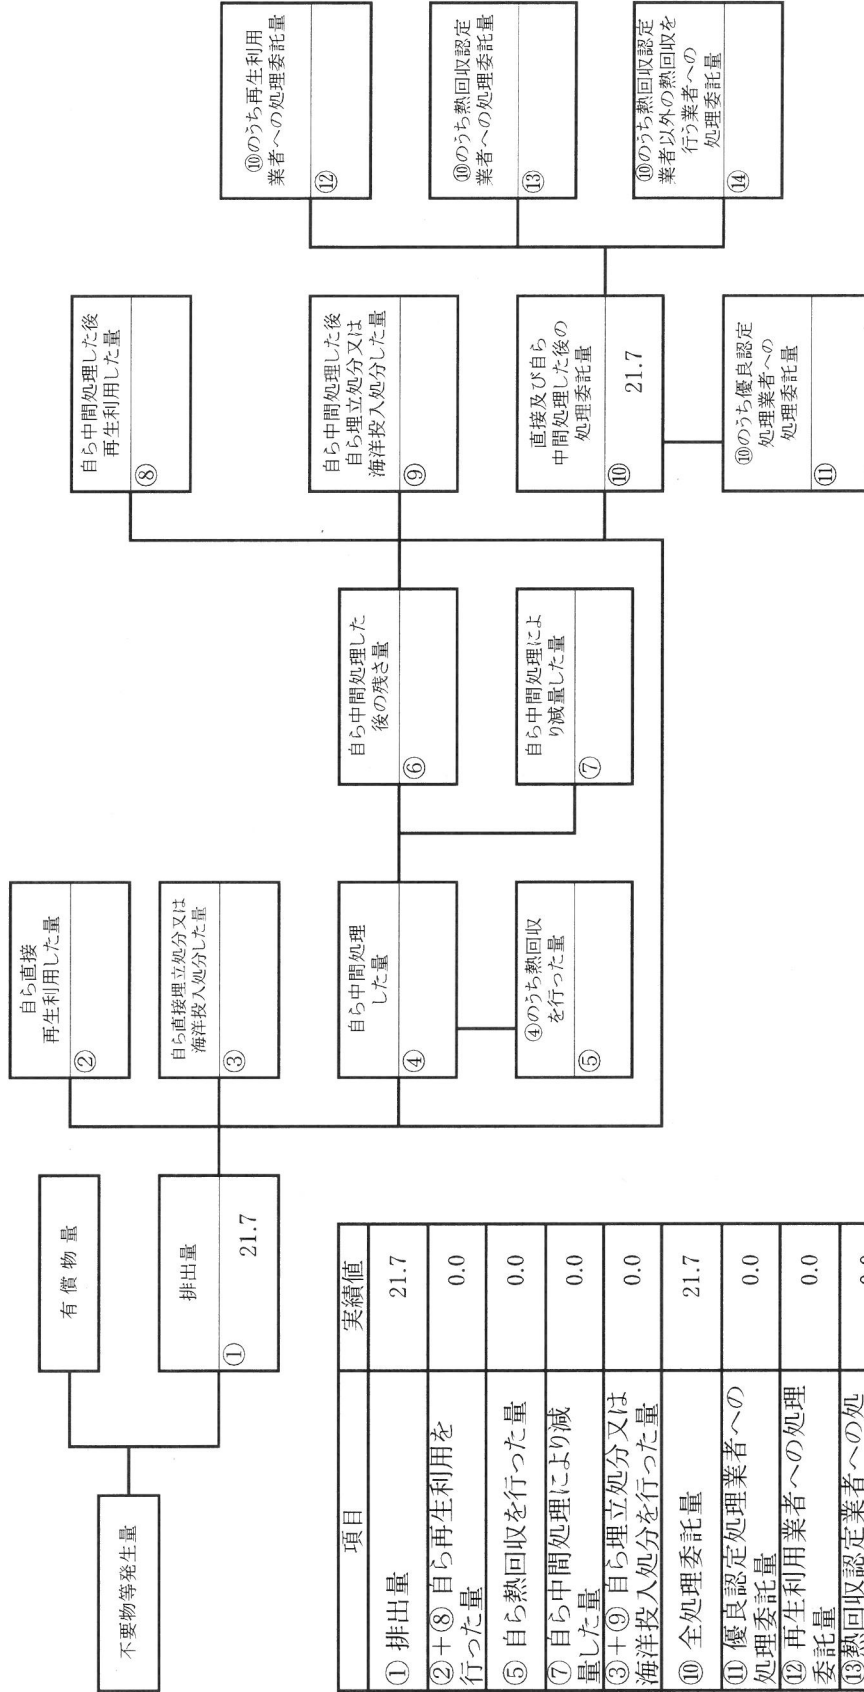 不要物等発生量
有償物量
排出量
① 21.7
自ら直接
再生利用した量
②
自ら直接埋立処分又は
海洋投入処分した量
③
自ら中間処理
した量
④
④のうち熱回収
を行った量
⑤
自ら中間処理した
後の残さ量
⑥
自ら中間処理によ
り減量した量
⑦
自ら中間処理した後
再生利用した量
⑧
自ら中間処理した後
自ら埋立処分又は
海洋投入処分した量
⑨
直接及び自ら
中間処理した後の
処理委託量
⑩ 21.7
⑩のうち優良認定
処理業者への
処理委託量
⑪
⑩のうち再生利用
業者への処理委託量
⑫
⑩のうち熱回収認定
業者への処理委託量
⑬
⑩のうち熱回収認定
業者以外の熱回収を
行う業者への
処理委託量
⑭
項目 実績値
① 排出量 21.7
②+⑧ 自ら再生利用を
行った量 0.0
⑤ 自ら熱回収を行った量 0.0
⑦ 自ら中間処理により減
量した量 0.0
③+⑨ 自ら埋立処分又は
海洋投入処分を行った量 0.0
⑩ 全処理委託量 21.7
⑪ 優良認定処理業者への
処理委託量 0.0
⑫ 再生利用業者への処理
委託量 0.0
⑬熱回収認定業者への処